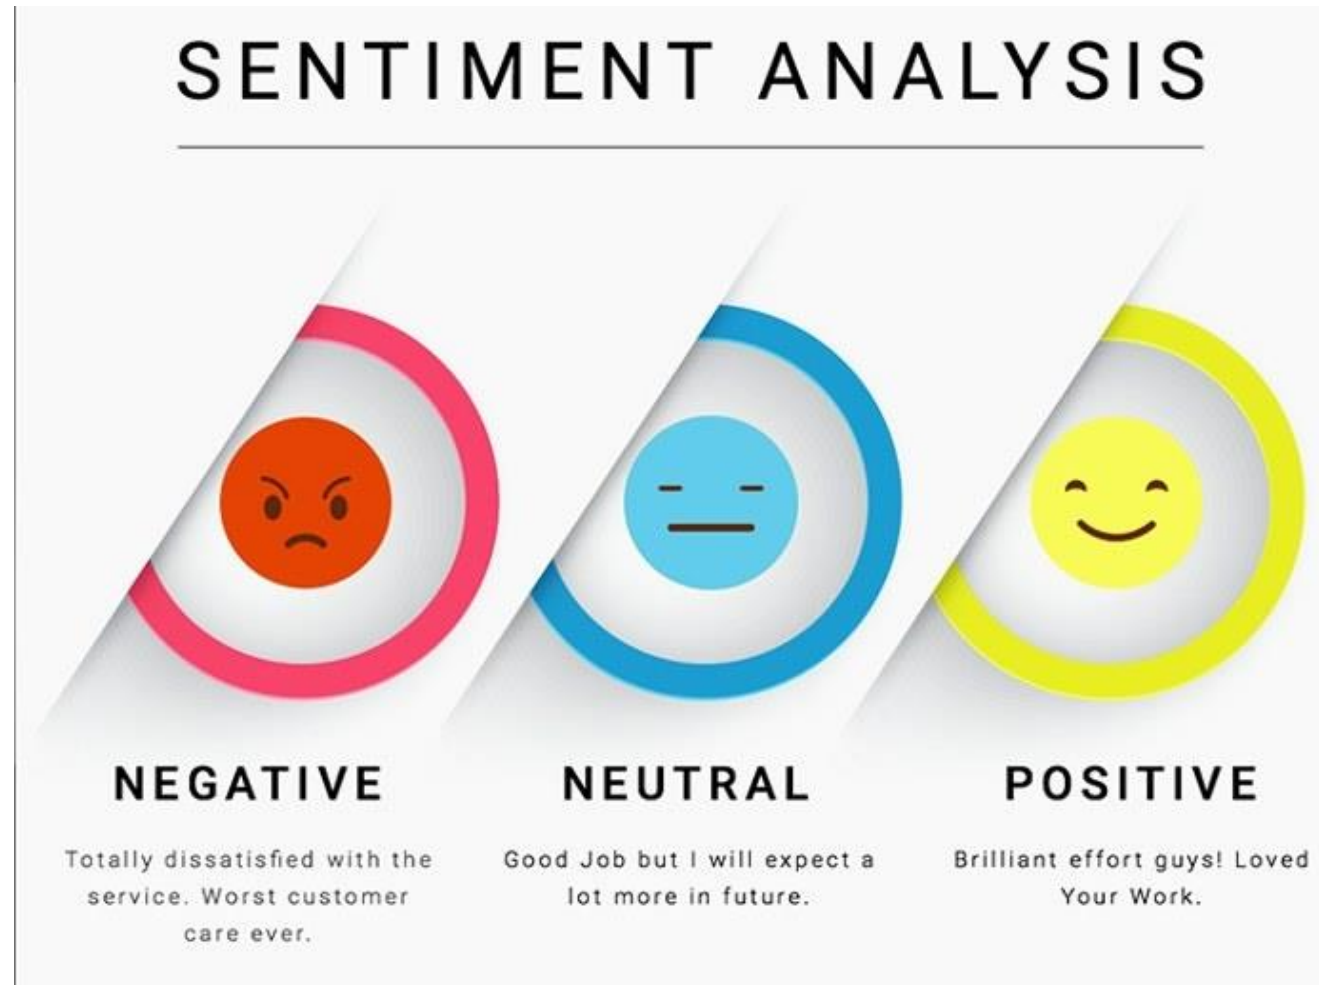 SENTIMENT ANALYSIS
NEGATIVE
Totally dissatisfied with the
service. Worst customer
care ever.
NEUTRAL
Good Job but I will expect a
lot more in future.
POSITIVE
Brilliant effort guys! Loved
Your Work.